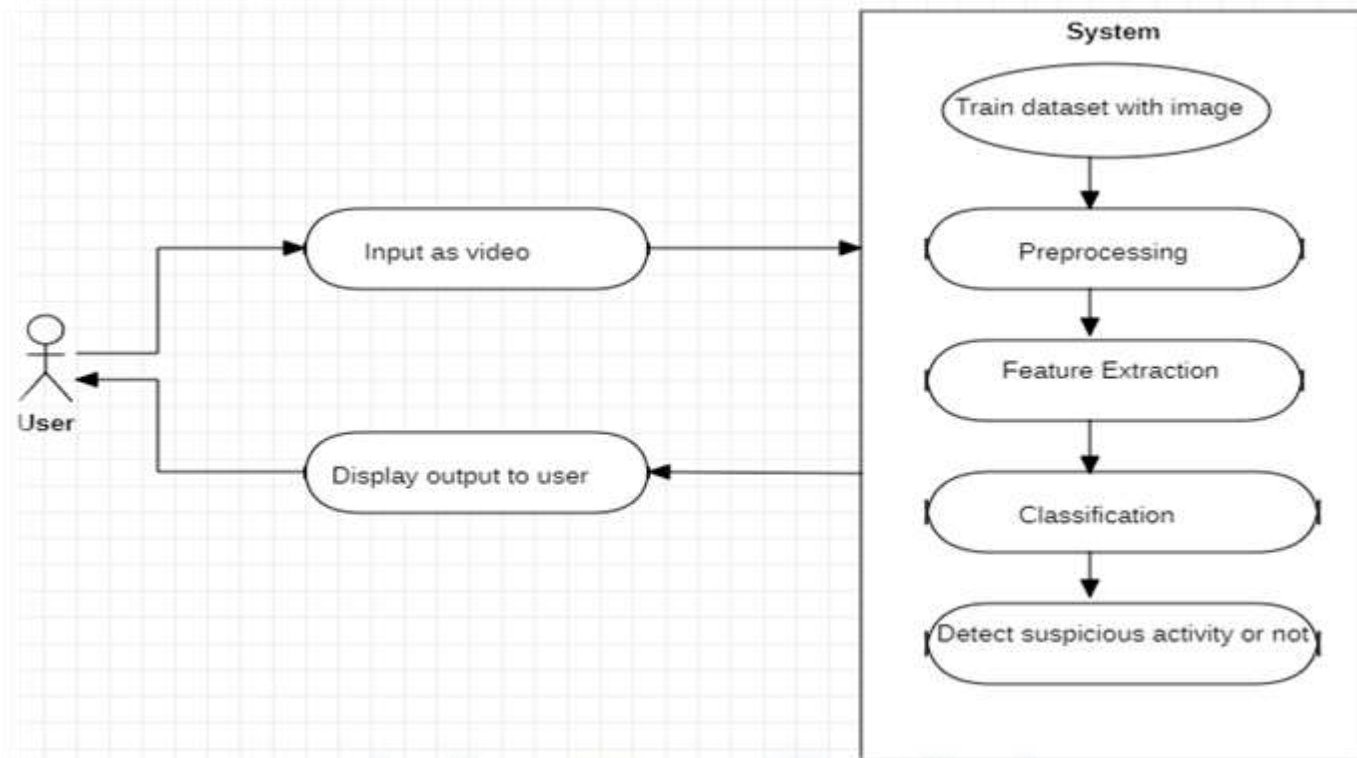 System
Train dataset with image
Input as video
Preprocessing
Feature Extraction
User
Display output to user
Classification
Detect suspicious activity or not